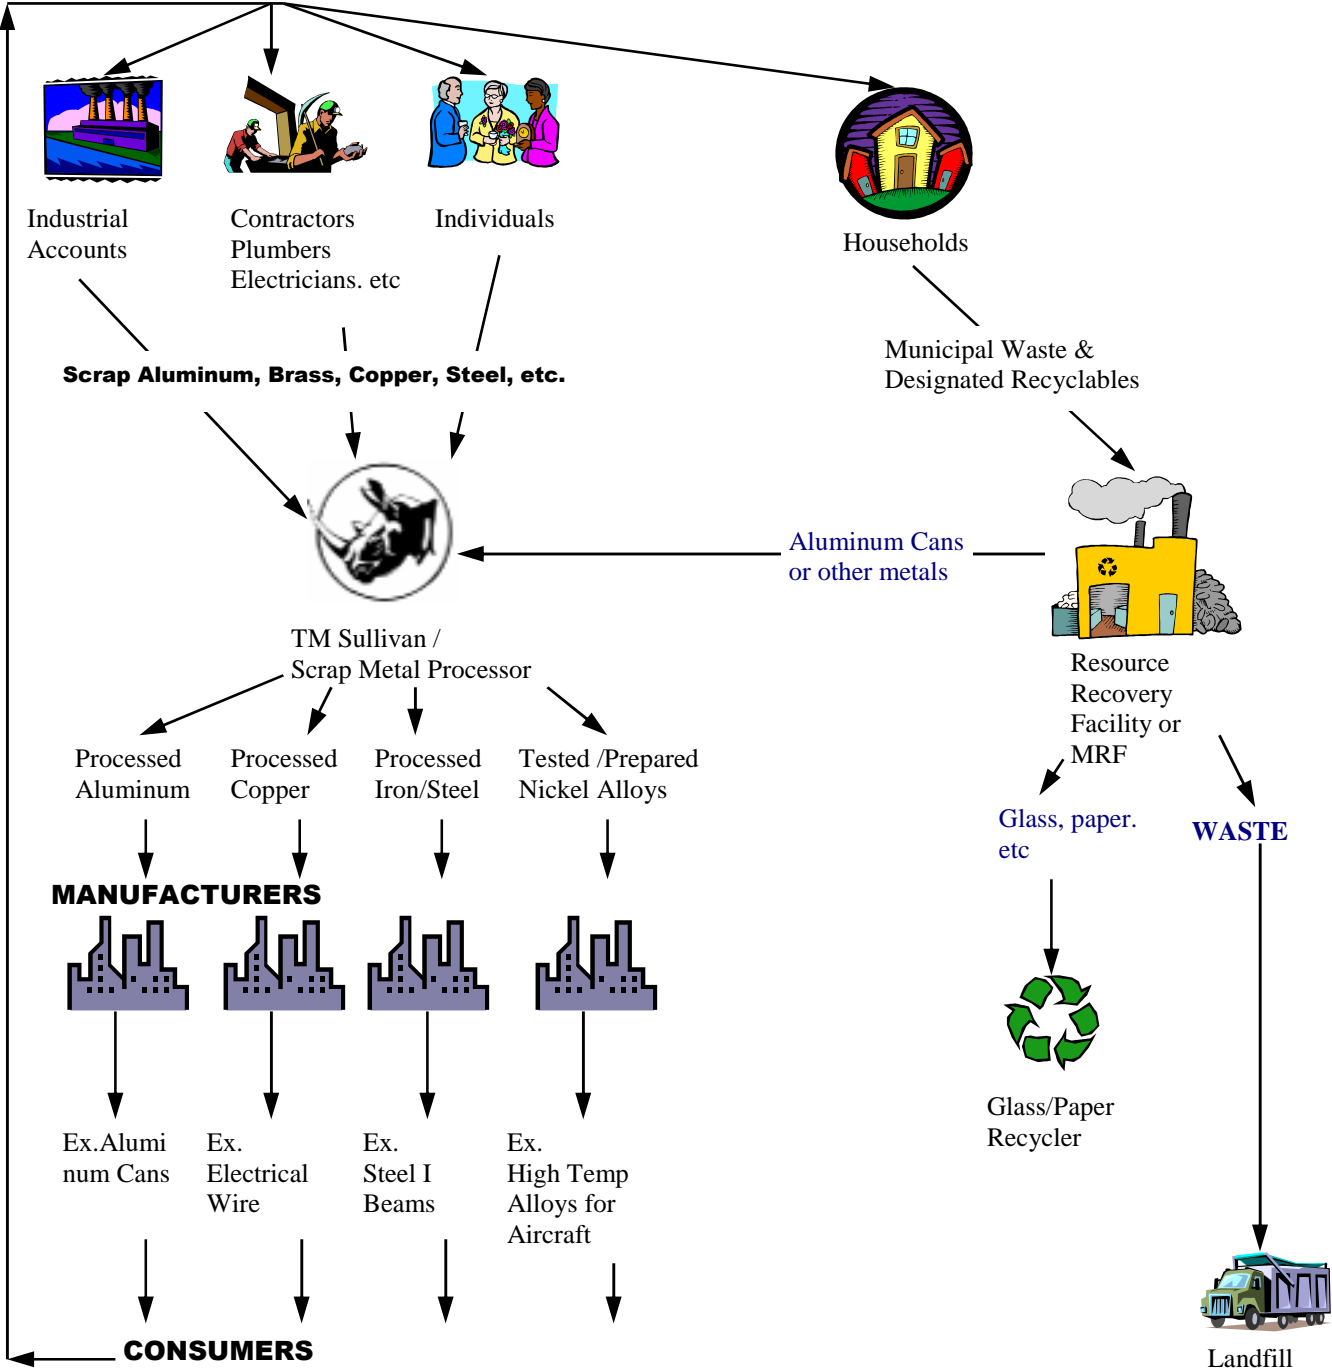 Industrial
Accounts
Contractors
Plumbers
Electricians. etc
Individuals
Households
Scrap Aluminum, Brass, Copper, Steel, etc.
Municipal Waste &
Designated Recyclables
Aluminum Cans
or other metals
TM Sullivan /
Scrap Metal Processor
Resource
Recovery
Facility or
MRF
Processed
Aluminum
Processed
Copper
Processed
Iron/Steel
Tested /Prepared
Nickel Alloys
Glass, paper.
etc
WASTE
MANUFACTURERS
Ex.Alumi
num Cans
Ex.
Electrical
Wire
Ex.
Steel I
Beams
Ex.
High Temp
Alloys for
Aircraft
Glass/Paper
Recycler
CONSUMERS
Landfill